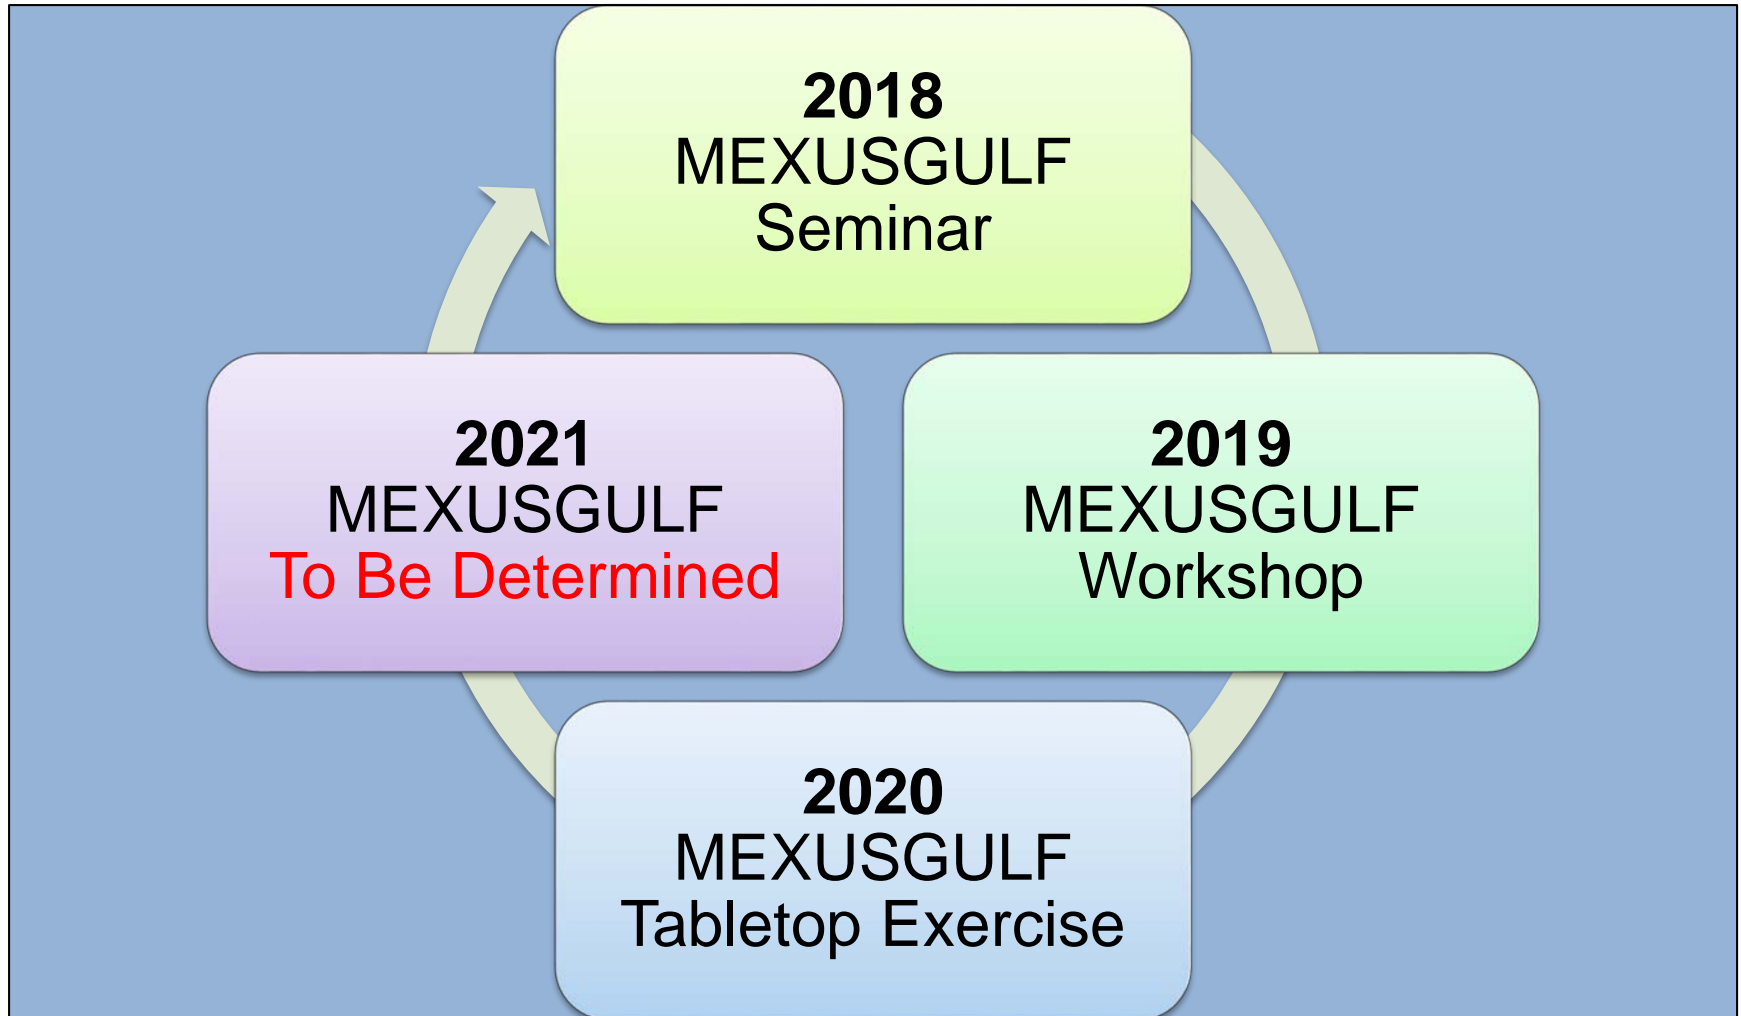 2018
MEXUSGULF
Seminar
2019
MEXUSGULF
Workshop
2020
MEXUSGULF
Tabletop Exercise
2021
MEXUSGULF
To Be Determined